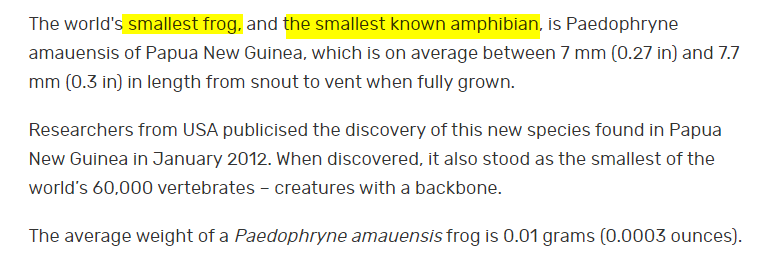 The world's smallest frog, and the smallest known amphibian, is Paedophryne
amauensis of Papua New Guinea, which is on average between 7 mm (0.27 in) and 7.7
mm (0.3 in) in length from snout to vent when fully grown.
Researchers from USA publicised the discovery of this new species found in Papua
New Guinea in January 2012. When discovered, it also stood as the smallest of the
world’s 60,000 vertebrates – creatures with a backbone.
The average weight of a Paedophryne amauensis frog is 0.01 grams (0.0003 ounces).